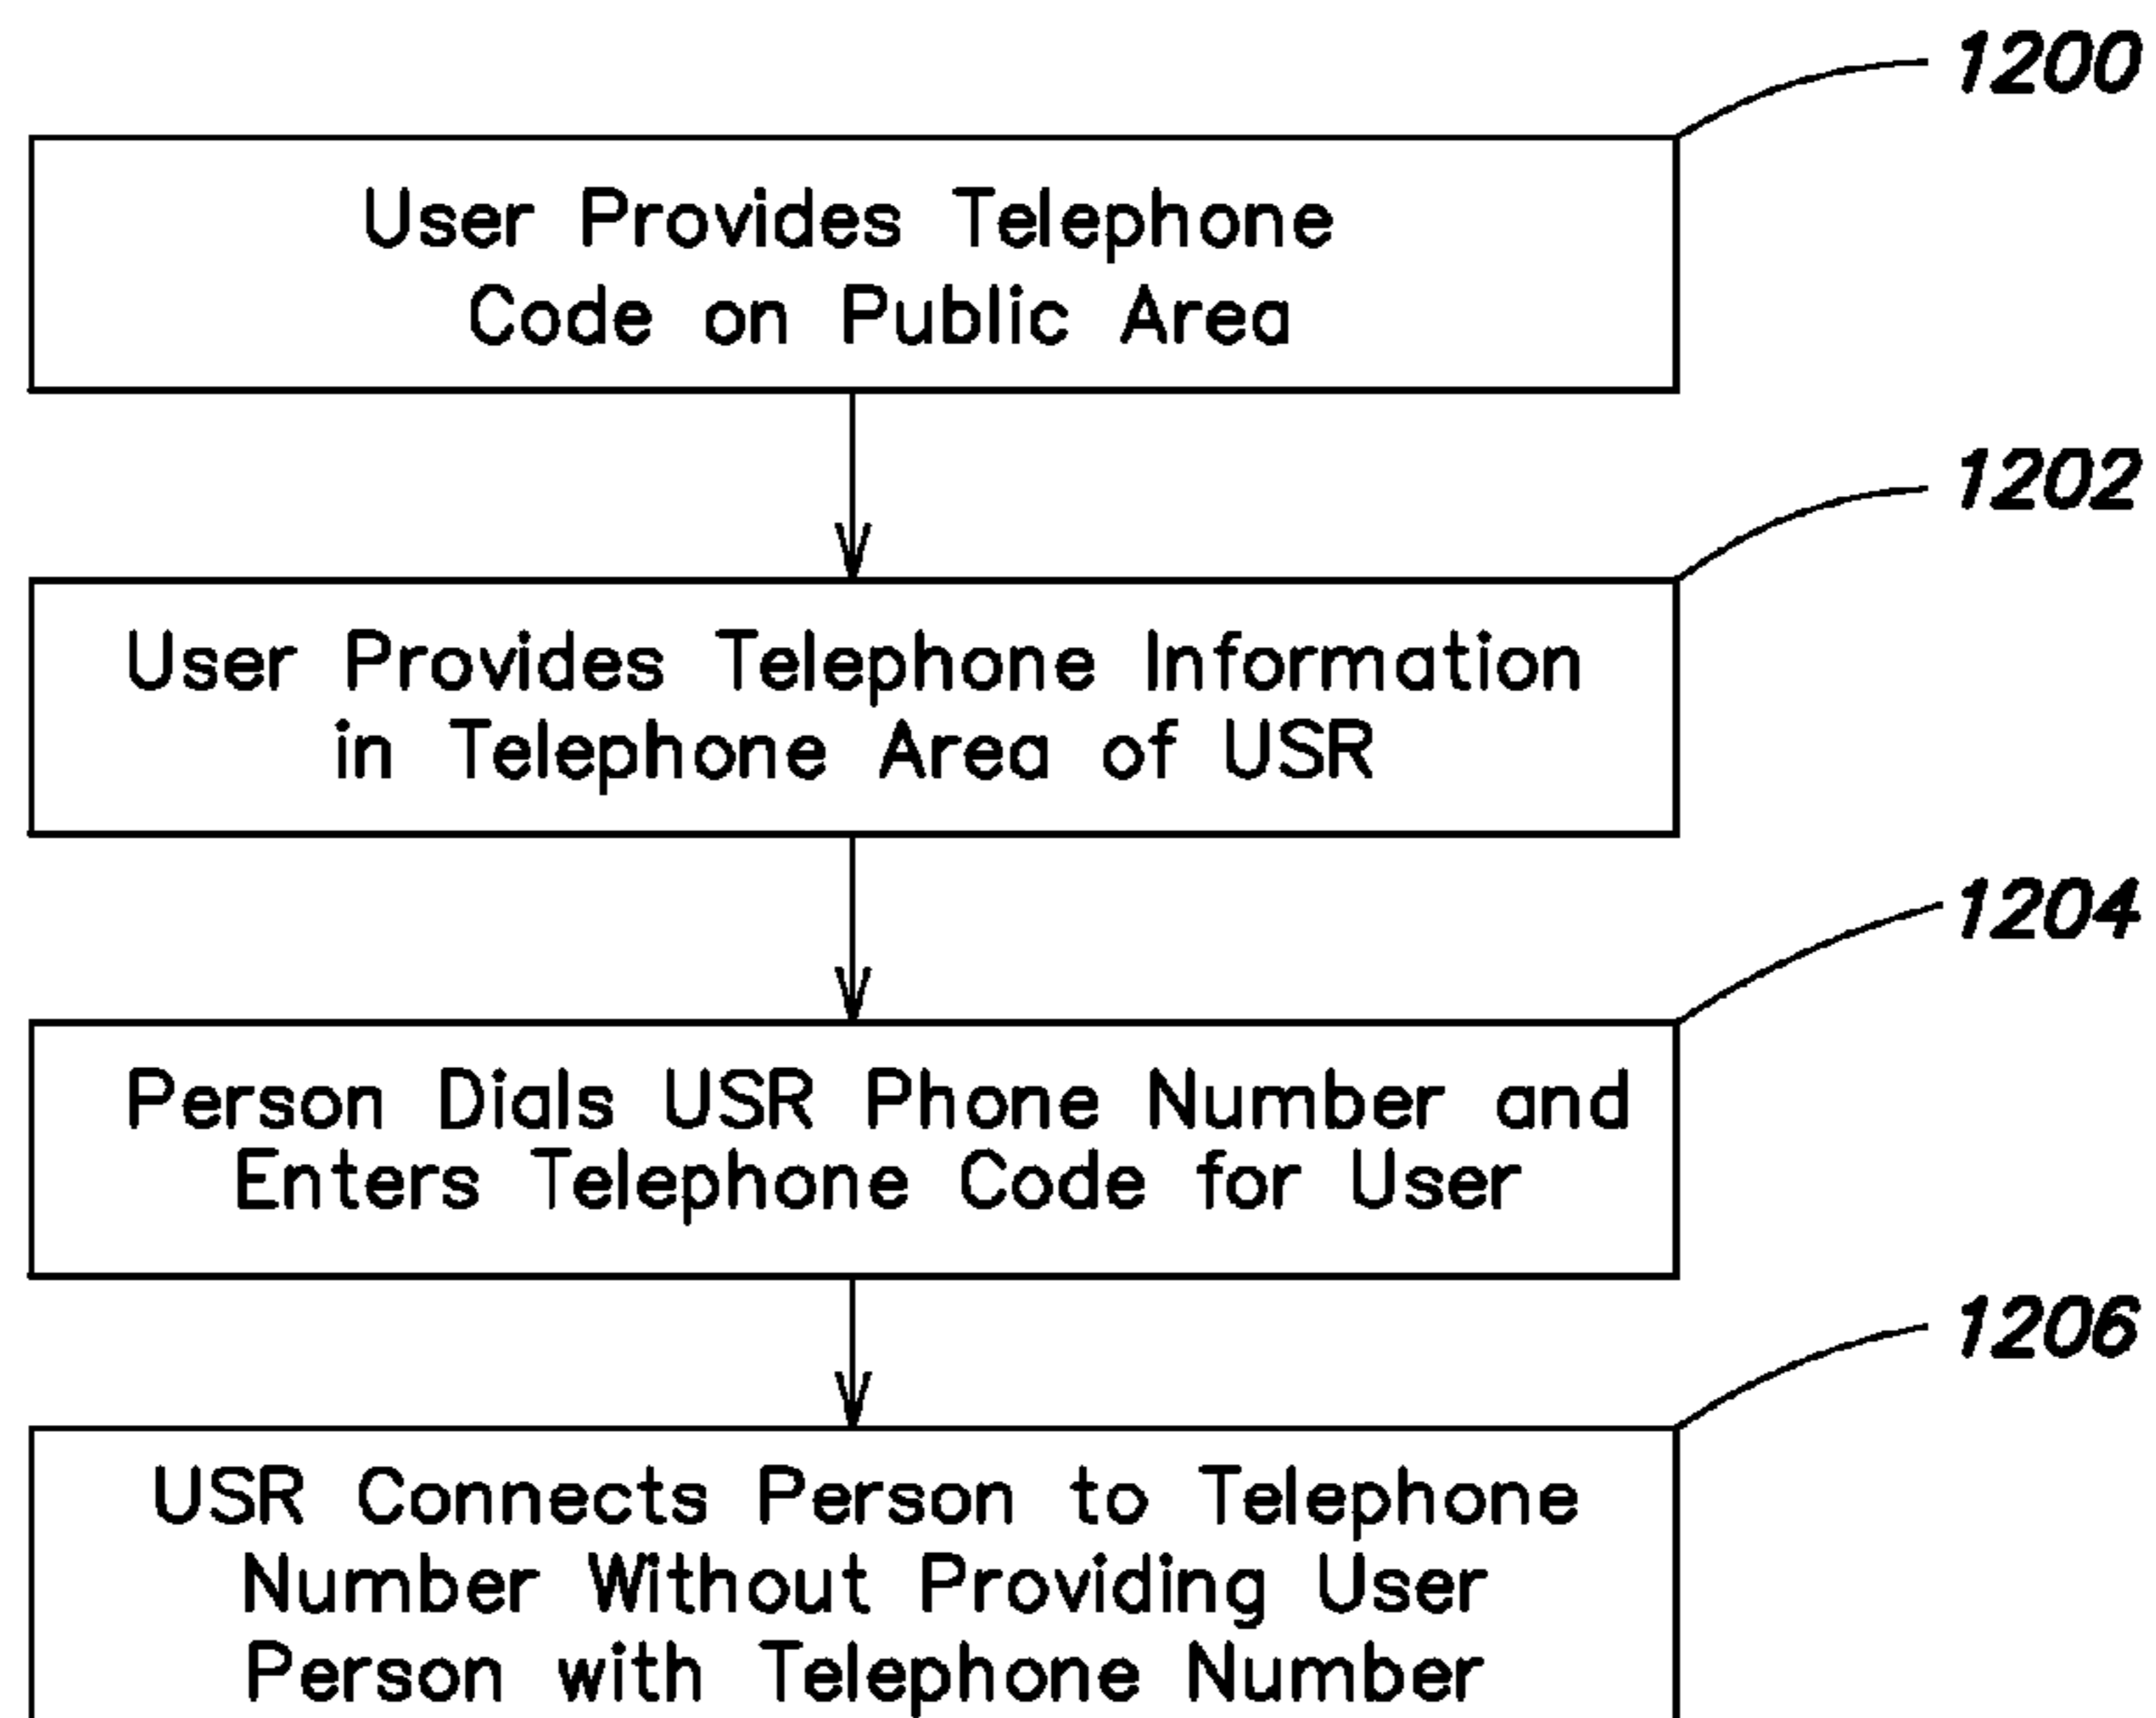 1200
User Provides Telephone
Code on Public Area
1202
User Provides Telephone Information
in Telephone Area of USR
1204
Person Dials USR Phone Number and
Enters Telephone Code for User
1206
USR Connects Person to Telephone
Number Without Providing User
Person with Telephone Number